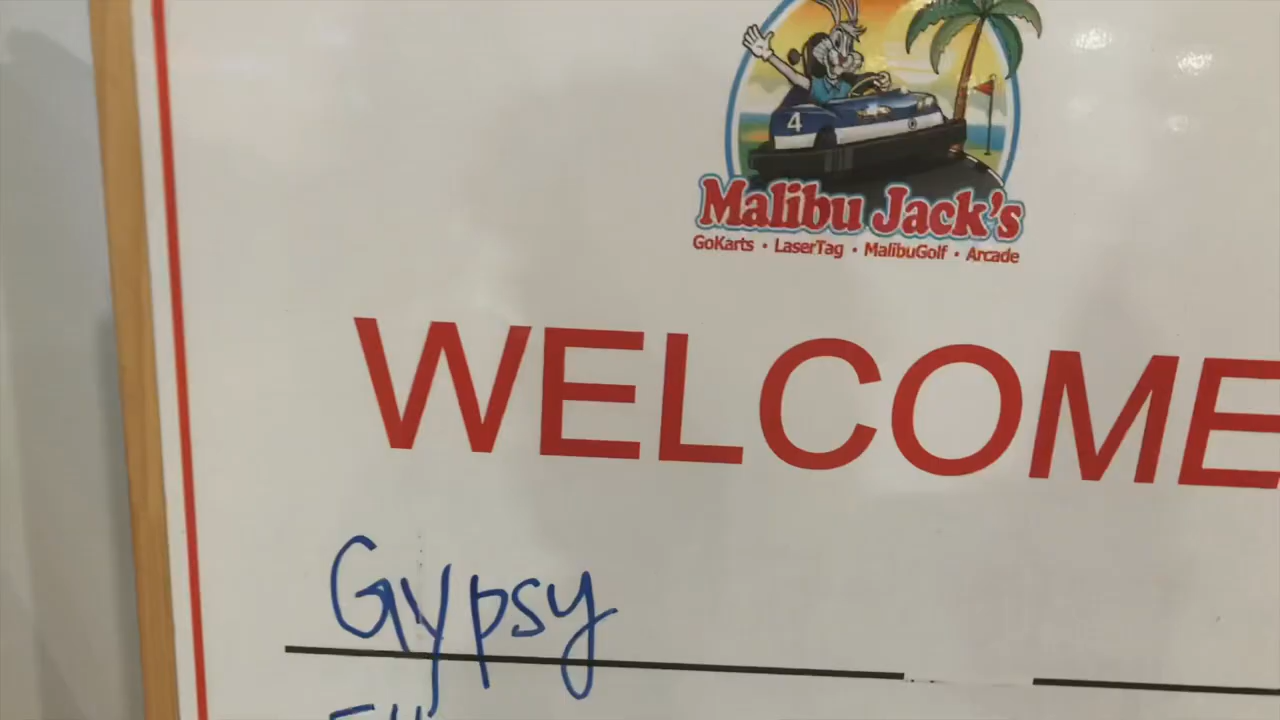 4
Malibu Jack's
GoKarts • LaserTag • MalibuGolf • Arcade
WELCOME
Gypsy